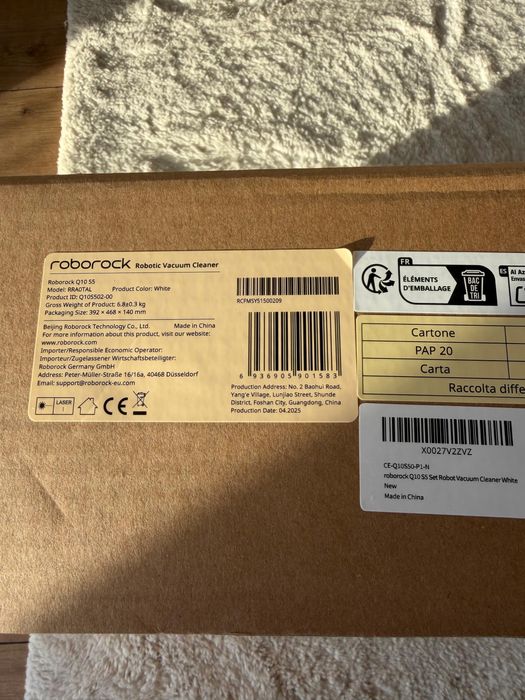 roborock Robotic Vacuum Cleaner
Roborock Q10 S5
Model: RRA0TAL Product Color: White
Product ID: Q10S502-00
Gross Weight of Product: 6.8±0.3 kg
Packaging Size: 392 × 468 × 140 mm
RCFMSY51500209
Beijing Roborock Technology Co., Ltd. Made in China
For more information about this product, visit our website:
www.roborock.com
Importer/Responsible Economic Operator:
Importeur/Zugelassener Wirtschaftsbeteiligter:
Roborock Germany GmbH
Address: Peter-Müller-Straße 16/16a, 40468 Düsseldorf
Email: support@roborock-eu.com
LASER
1
CE
6 936905 901583
Production Address: No. 2 Baohui Road,
Yang'e Village, Lunjiao Street, Shunde
District, Foshan City, Guangdong, China
Production Date: 04.2025
FR
ÉLÉMENTS
D'EMBALLAGE
BAC
DE
TRI
ES Al Az
Envas
Cartone
PAP 20
Carta
Raccolta diffe
X0027V2ZVZ
CE-Q10S50-P1-N
roborock Q10 S5 Set Robot Vacuum Cleaner White
New
Made in China